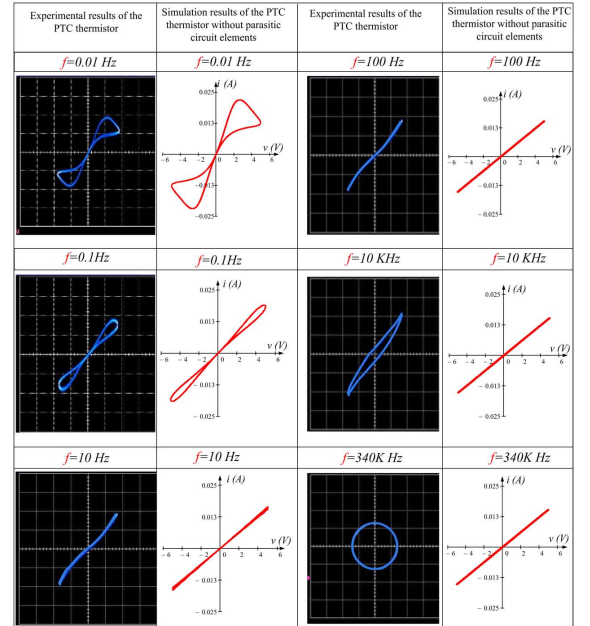 Experimental results of the
PTC thermistor
Simulation results of the PTC
thermistor without parasitic
circuit elements
Experimental results of the
PTC thermistor
Simulation results of the PTC
thermistor without parasitic
circuit elements
f=0.01 Hz
f=0.01 Hz
f=100 Hz
f=100 Hz
i (A)
0.025
0.013
v (V)
-6 -4 -2 0 2 4 6
-0.013
-0.025
i (A)
0.025
0.013
v (V)
-6 -4 -2 0 2 4 6
-0.013
-0.025
f=0.1Hz
f=0.1Hz
f=10 KHz
f=10 KHz
i (A)
0.025
0.013
v (V)
-6 -4 -2 0 2 4 6
-0.013
-0.025
i (A)
0.025
0.013
v (V)
-6 -4 -2 0 2 4 6
-0.013
-0.025
f=10 Hz
f=10 Hz
f=340K Hz
f=340K Hz
i (A)
0.025
0.013
v (V)
-6 -4 -2 0 2 4 6
-0.013
-0.025
i (A)
0.025
0.013
v (V)
-6 -4 -2 0 2 4 6
-0.013
-0.025